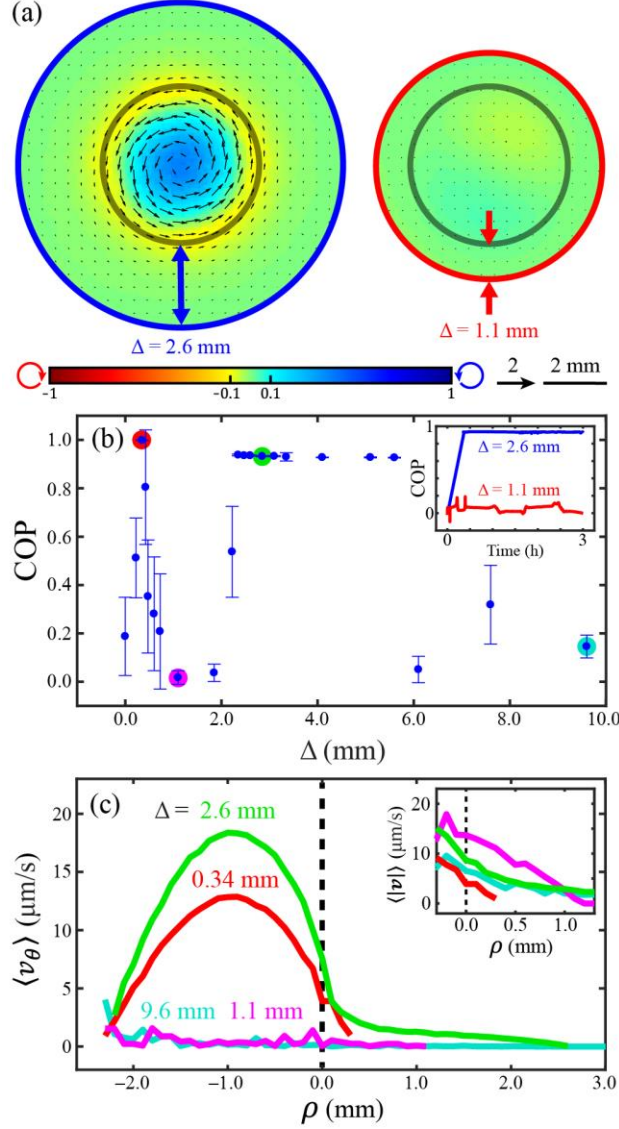 (a)
Δ = 2.6 mm
Δ = 1.1 mm
-1 -0.1 0.1 1 2 2 mm
(b)
COP
1.0
0.8
0.6
0.4
0.2
0.0
0.0 2.0 4.0 6.0 8.0 10.0
Δ (mm)
COP
1
0
Δ = 2.6 mm
Δ = 1.1 mm
0 3
Time (h)
(c)
⟨vθ⟩ (μm/s)
20
15
10
5
0
Δ = 2.6 mm
0.34 mm
9.6 mm 1.1 mm
-2.0 -1.0 0.0 1.0 2.0 3.0
ρ (mm)
⟨|v|⟩ (μm/s)
20
10
0
0.0 1.0
ρ (mm)